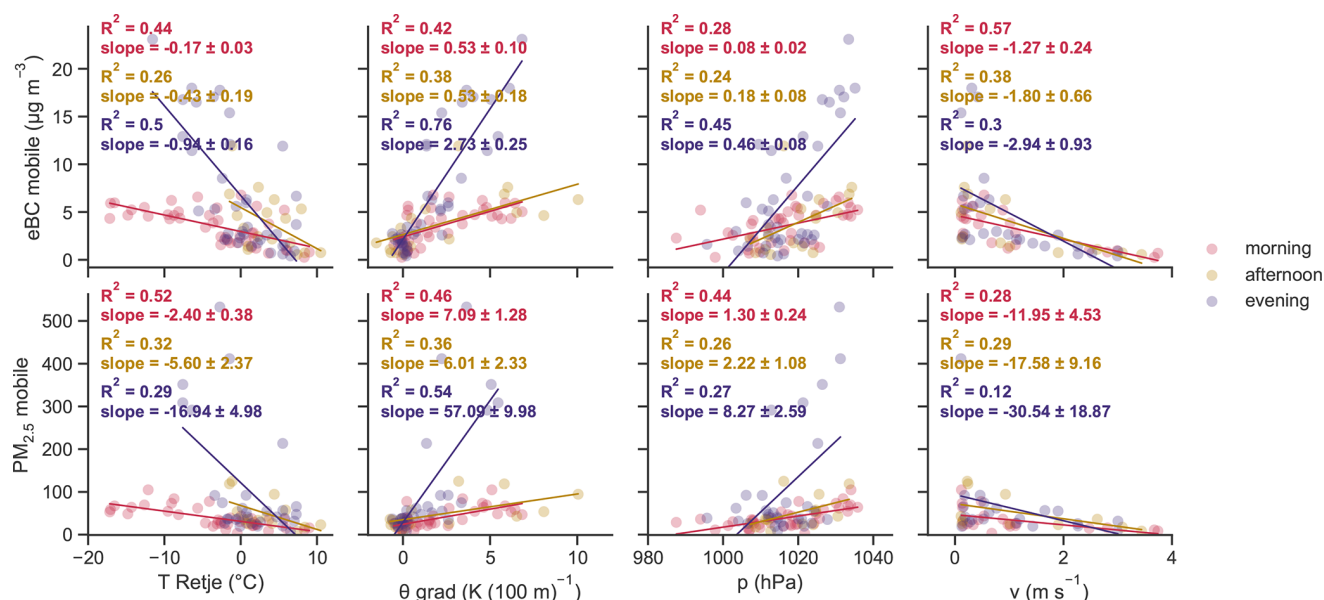 R² = 0.44
slope = -0.17 ± 0.03
R² = 0.26
slope = -0.43 ± 0.19
R² = 0.5
slope = -0.94 ± 0.16
R² = 0.42
slope = 0.53 ± 0.10
R² = 0.38
slope = 0.53 ± 0.18
R² = 0.76
slope = 2.73 ± 0.25
R² = 0.28
slope = 0.08 ± 0.02
R² = 0.24
slope = 0.18 ± 0.08
R² = 0.45
slope = 0.46 ± 0.08
R² = 0.57
slope = -1.27 ± 0.24
R² = 0.38
slope = -1.80 ± 0.66
R² = 0.3
slope = -2.94 ± 0.93
eBC mobile (µg m⁻³)
20
15
10
5
0
morning
afternoon
evening
R² = 0.52
slope = -2.40 ± 0.38
R² = 0.32
slope = -5.60 ± 2.37
R² = 0.29
slope = -16.94 ± 4.98
R² = 0.46
slope = 7.09 ± 1.28
R² = 0.36
slope = 6.01 ± 2.33
R² = 0.54
slope = 57.09 ± 9.98
R² = 0.44
slope = 1.30 ± 0.24
R² = 0.26
slope = 2.22 ± 1.08
R² = 0.27
slope = 8.27 ± 2.59
R² = 0.28
slope = -11.95 ± 4.53
R² = 0.29
slope = -17.58 ± 9.16
R² = 0.12
slope = -30.54 ± 18.87
PM₂.₅ mobile
500
400
300
200
100
0
−20 −10 0 10
0 5 10
980 1000 1020 1040
0 2 4
T Retje (°C)
θ grad (K (100 m)⁻¹
p (hPa)
v (m s⁻¹